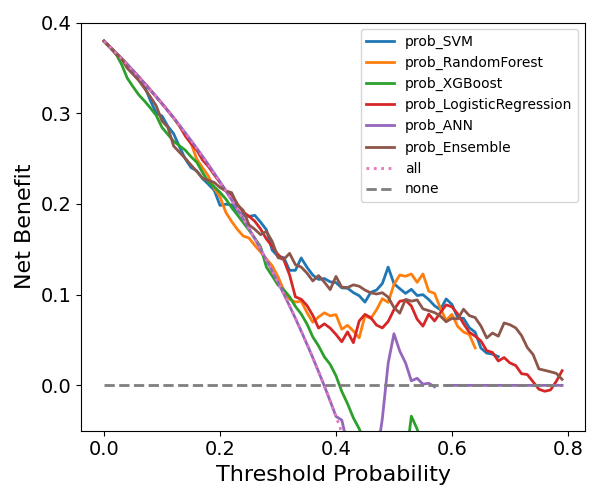 0.4
0.3
0.2
0.1
0.0
Net Benefit
prob_SVM
prob_RandomForest
prob_XGBoost
prob_LogisticRegression
prob_ANN
prob_Ensemble
all
none
0.0 0.2 0.4 0.6 0.8
Threshold Probability